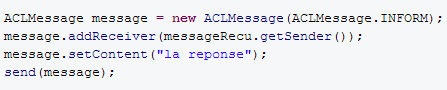 ACLMessage message = new ACLMessage(ACLMessage.INFORM);
message.addReceiver(messageRecu.getSender());
message.setContent("la reponse");
send(message);